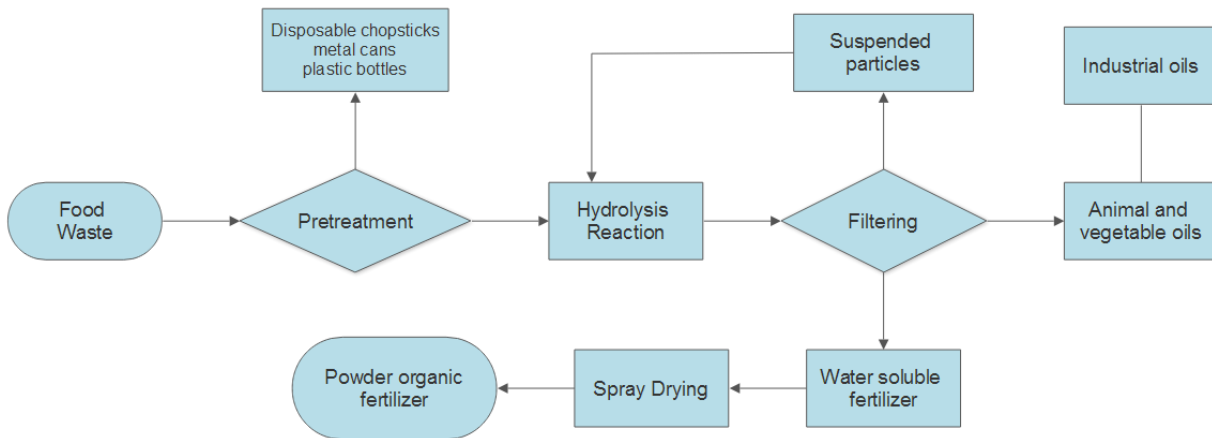 Disposable chopsticks
metal cans
plastic bottles
Suspended
particles
Industrial oils
Food
Waste
Pretreatment
Hydrolysis
Reaction
Filtering
Animal and
vegetable oils
Powder organic
fertilizer
Spray Drying
Water soluble
fertilizer